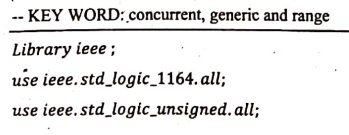 -- KEY WORD: concurrent, generic and range
Library ieee ;
use ieee.std_logic_1164.all;
use ieee.std_logic_unsigned.all;